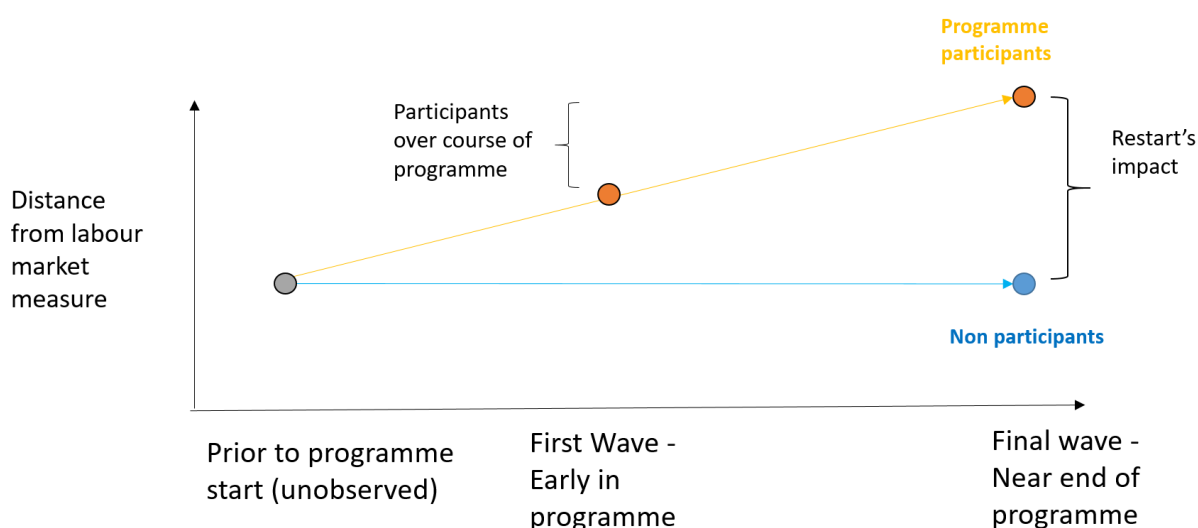 Programme
participants
Participants
over course of
programme
Restart's
impact
Distance
from labour
market
measure
Non participants
Prior to programme
start (unobserved)
First Wave -
Early in
programme
Final wave -
Near end of
programme